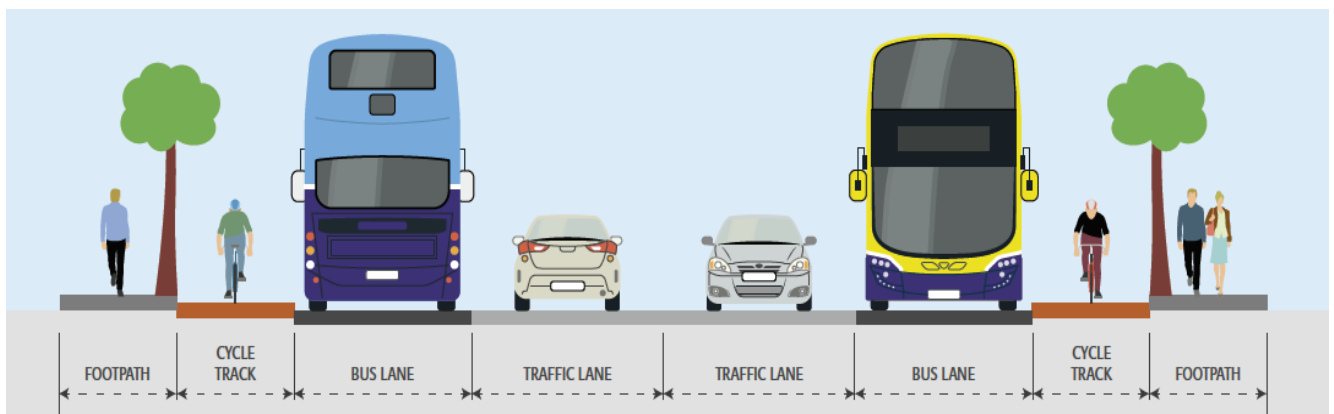 FOOTPATH
CYCLE
TRACK
BUS LANE
TRAFFIC LANE
TRAFFIC LANE
BUS LANE
CYCLE
TRACK
FOOTPATH